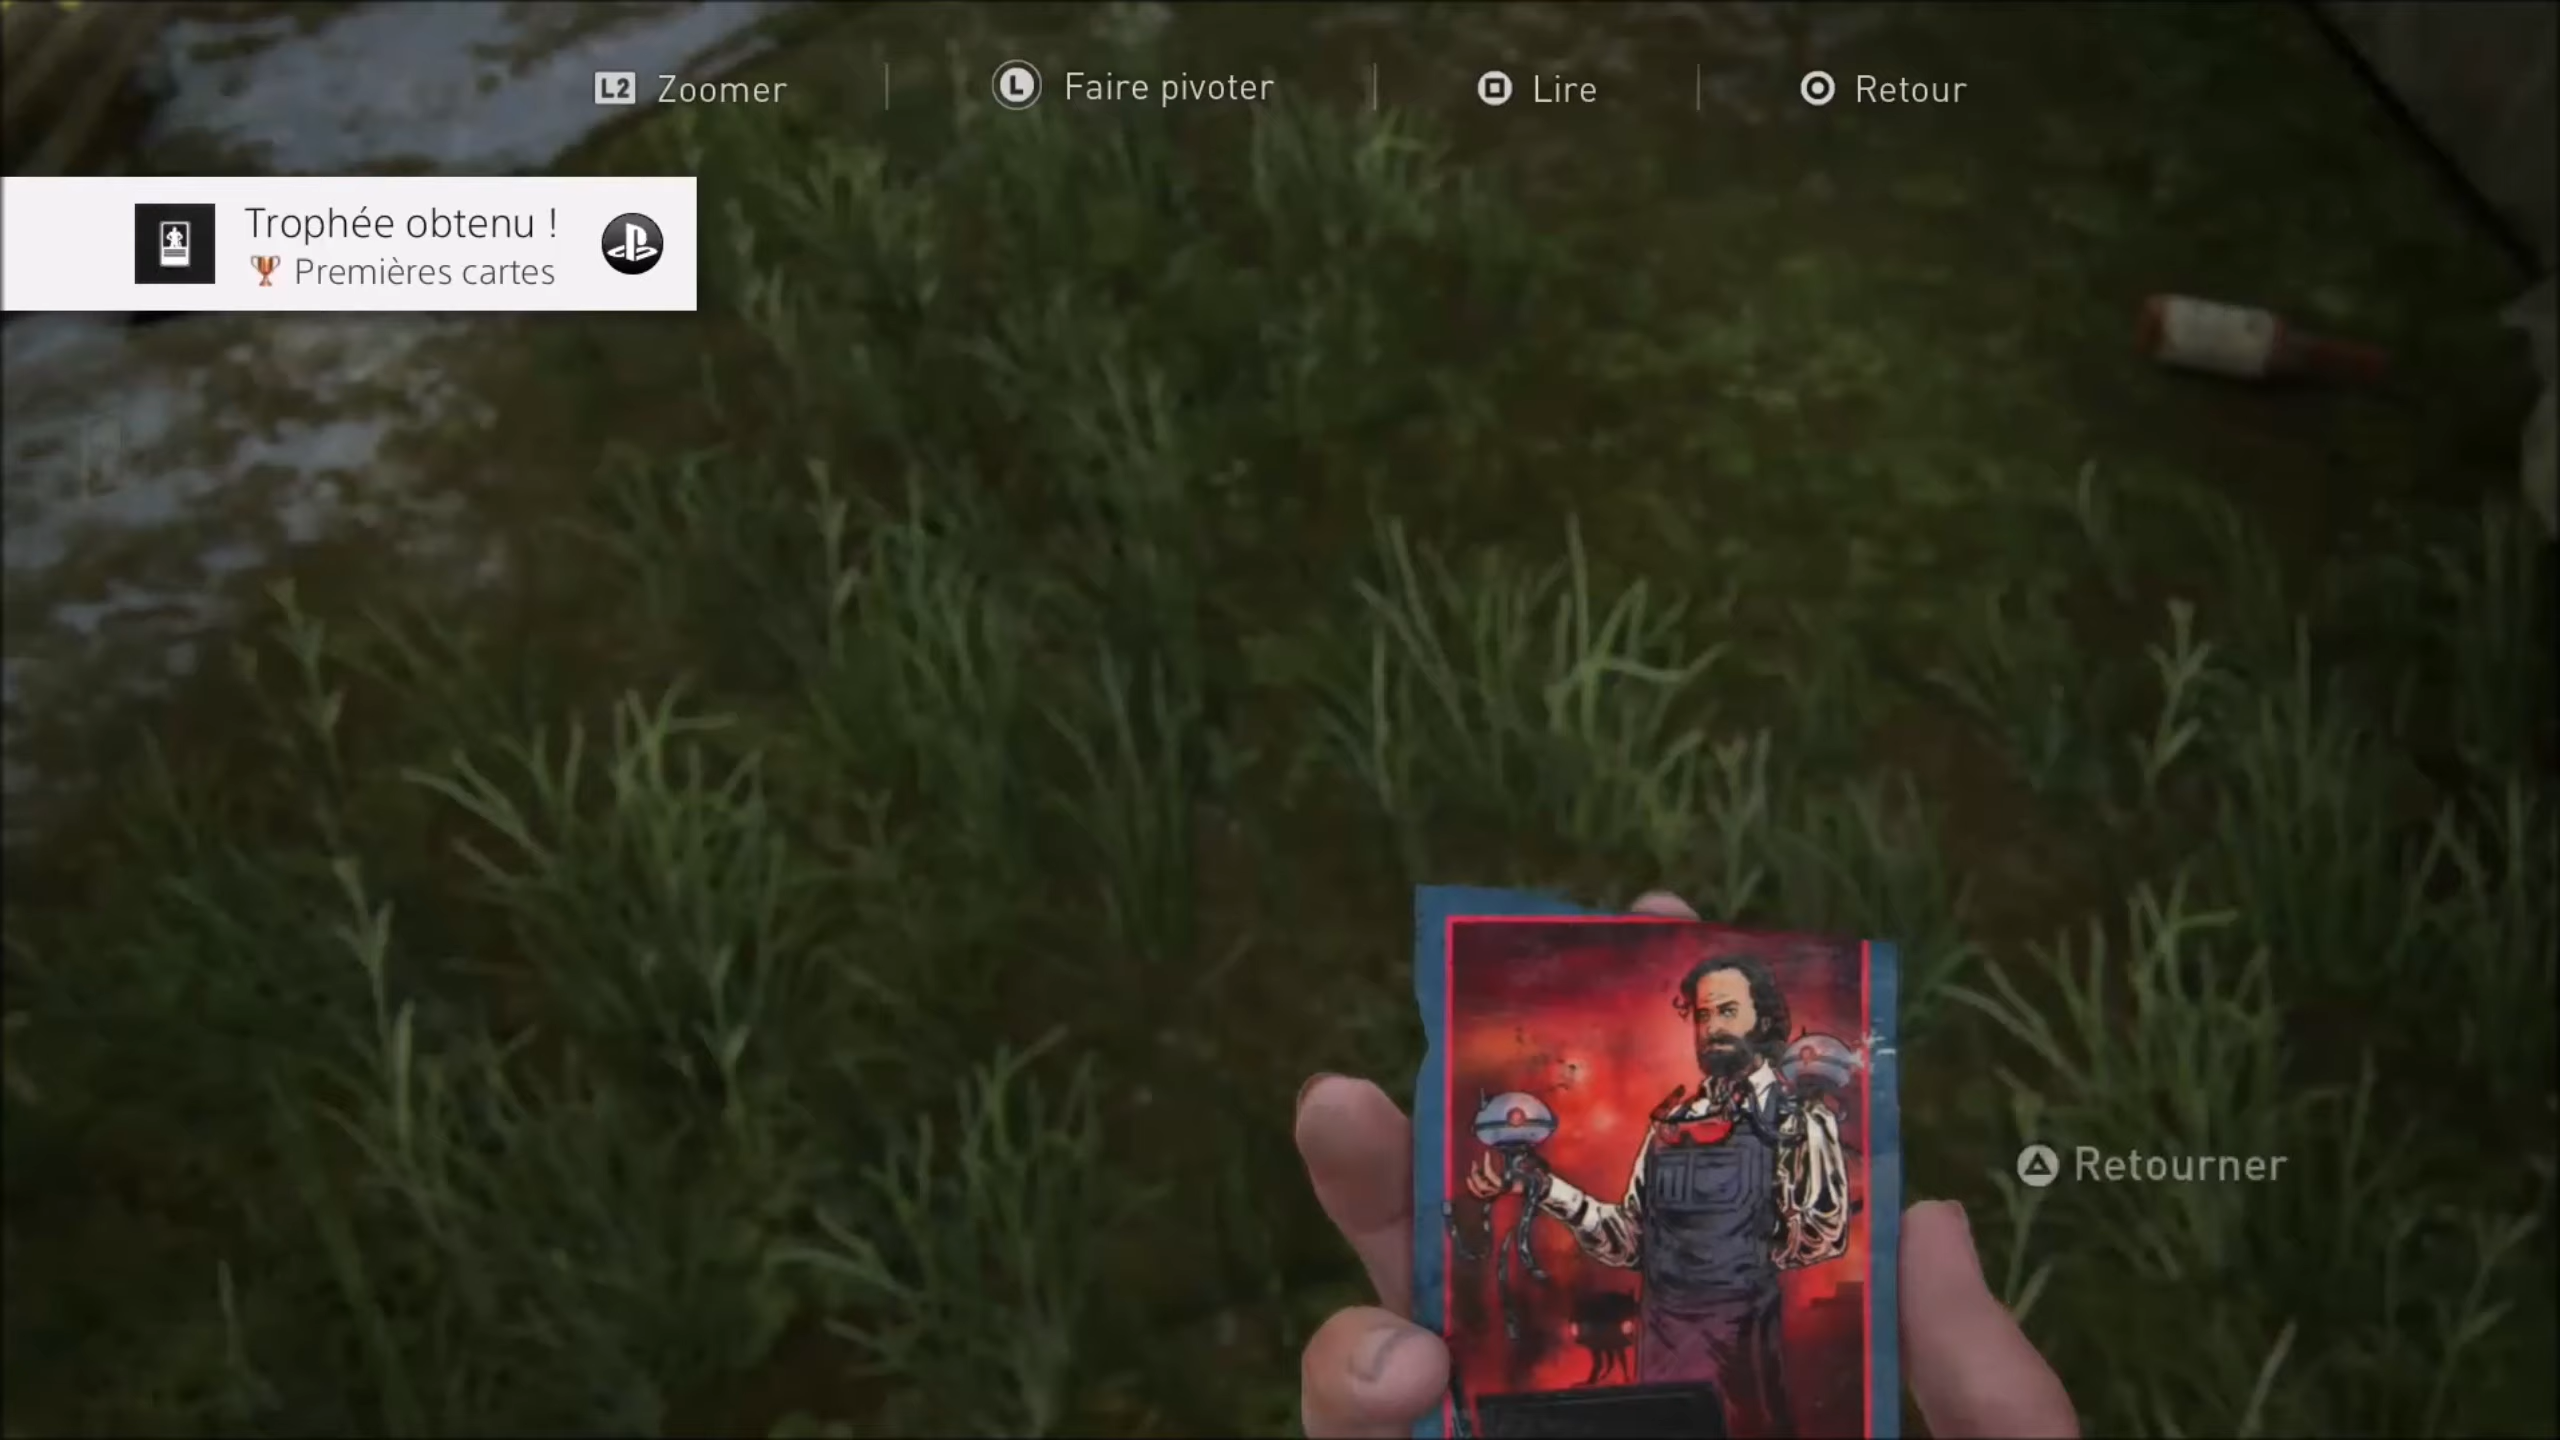 L2 Zoomer
L Faire pivoter
Lire
Retour
Trophée obtenu !
Premières cartes
Retourner